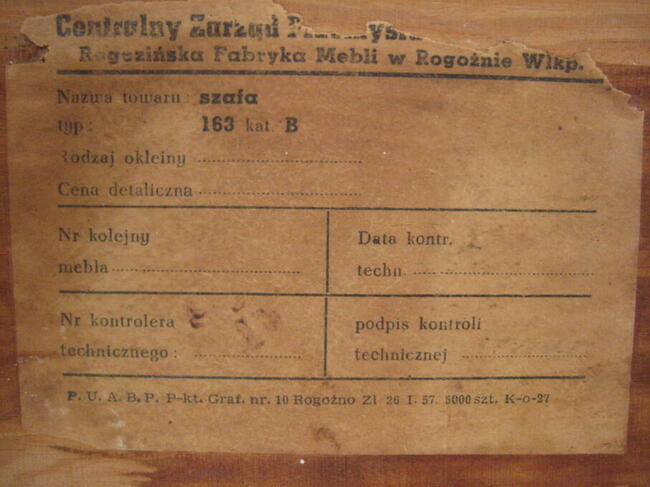 Centralny Zarząd Przemysłu
Rogozińska Fabryka Mebli w Rogoźnie Wlkp.
Nazwa towaru: szafa
typ: 163 kat. B
Rodzaj okleiny
Cena detaliczna
Nr kolejny
mebla
Data kontr.
techn.
Nr kontrolera
technicznego:
podpis kontroli
technicznej
P. U. A. B. P. P-kt. Graf. nr. 10 Rogoźno Zl 26 I. 57. 5000 szt. K-o-27